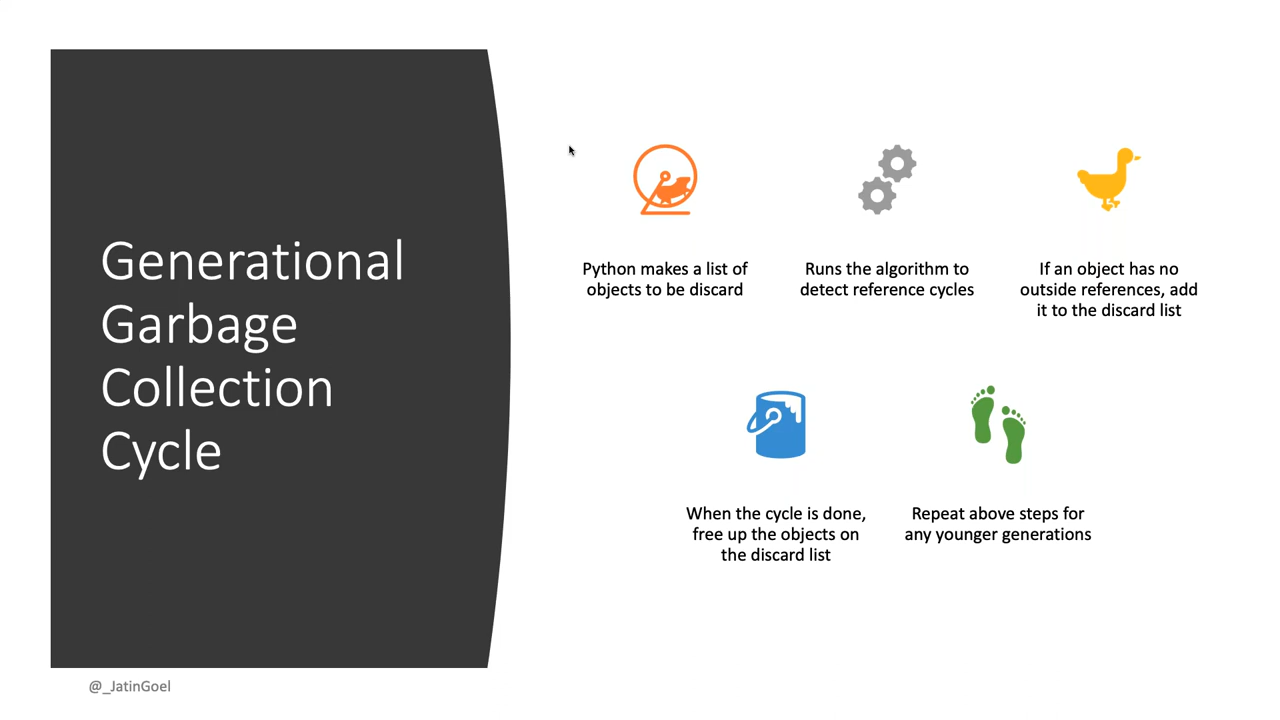 Generational
Garbage
Collection
Cycle
Python makes a list of
objects to be discard
Runs the algorithm to
detect reference cycles
If an object has no
outside references, add
it to the discard list
When the cycle is done,
free up the objects on
the discard list
Repeat above steps for
any younger generations
@_JatinGoel